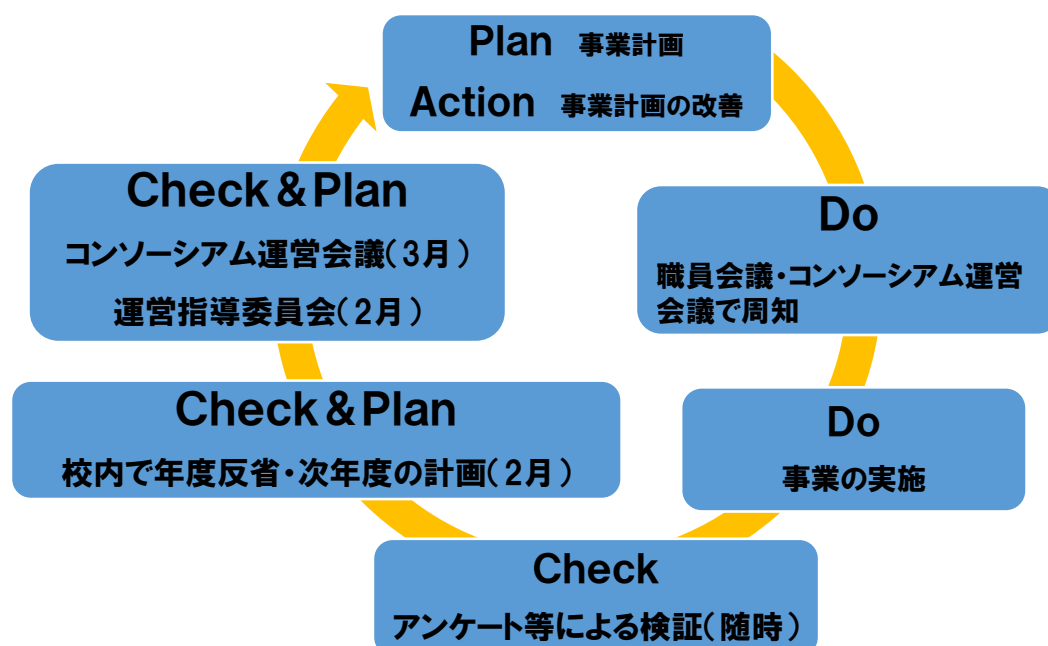 Plan 事業計画
Action 事業計画の改善
Do
職員会議・コンソーシアム運営
会議で周知
Do
事業の実施
Check
アンケート等による検証(随時)
Check&Plan
校内で年度反省・次年度の計画(2月)
Check&Plan
コンソーシアム運営会議(3月)
運営指導委員会(2月)